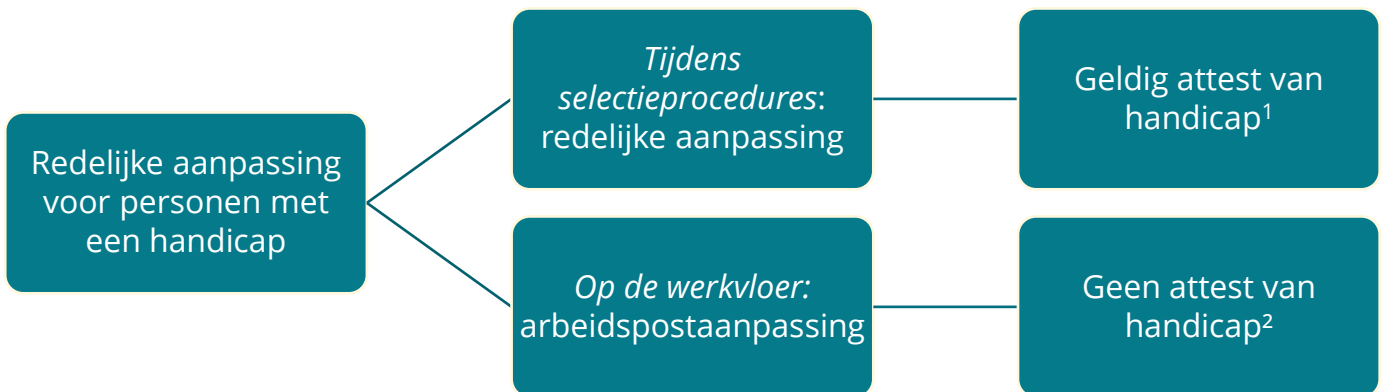 Redelijke aanpassing
voor personen met
een handicap
Tijdens
selectieprocedures:
redelijke aanpassing
Geldig attest van
handicap¹
Op de werkvloer:
arbeidspostaanpassing
Geen attest van
handicap²